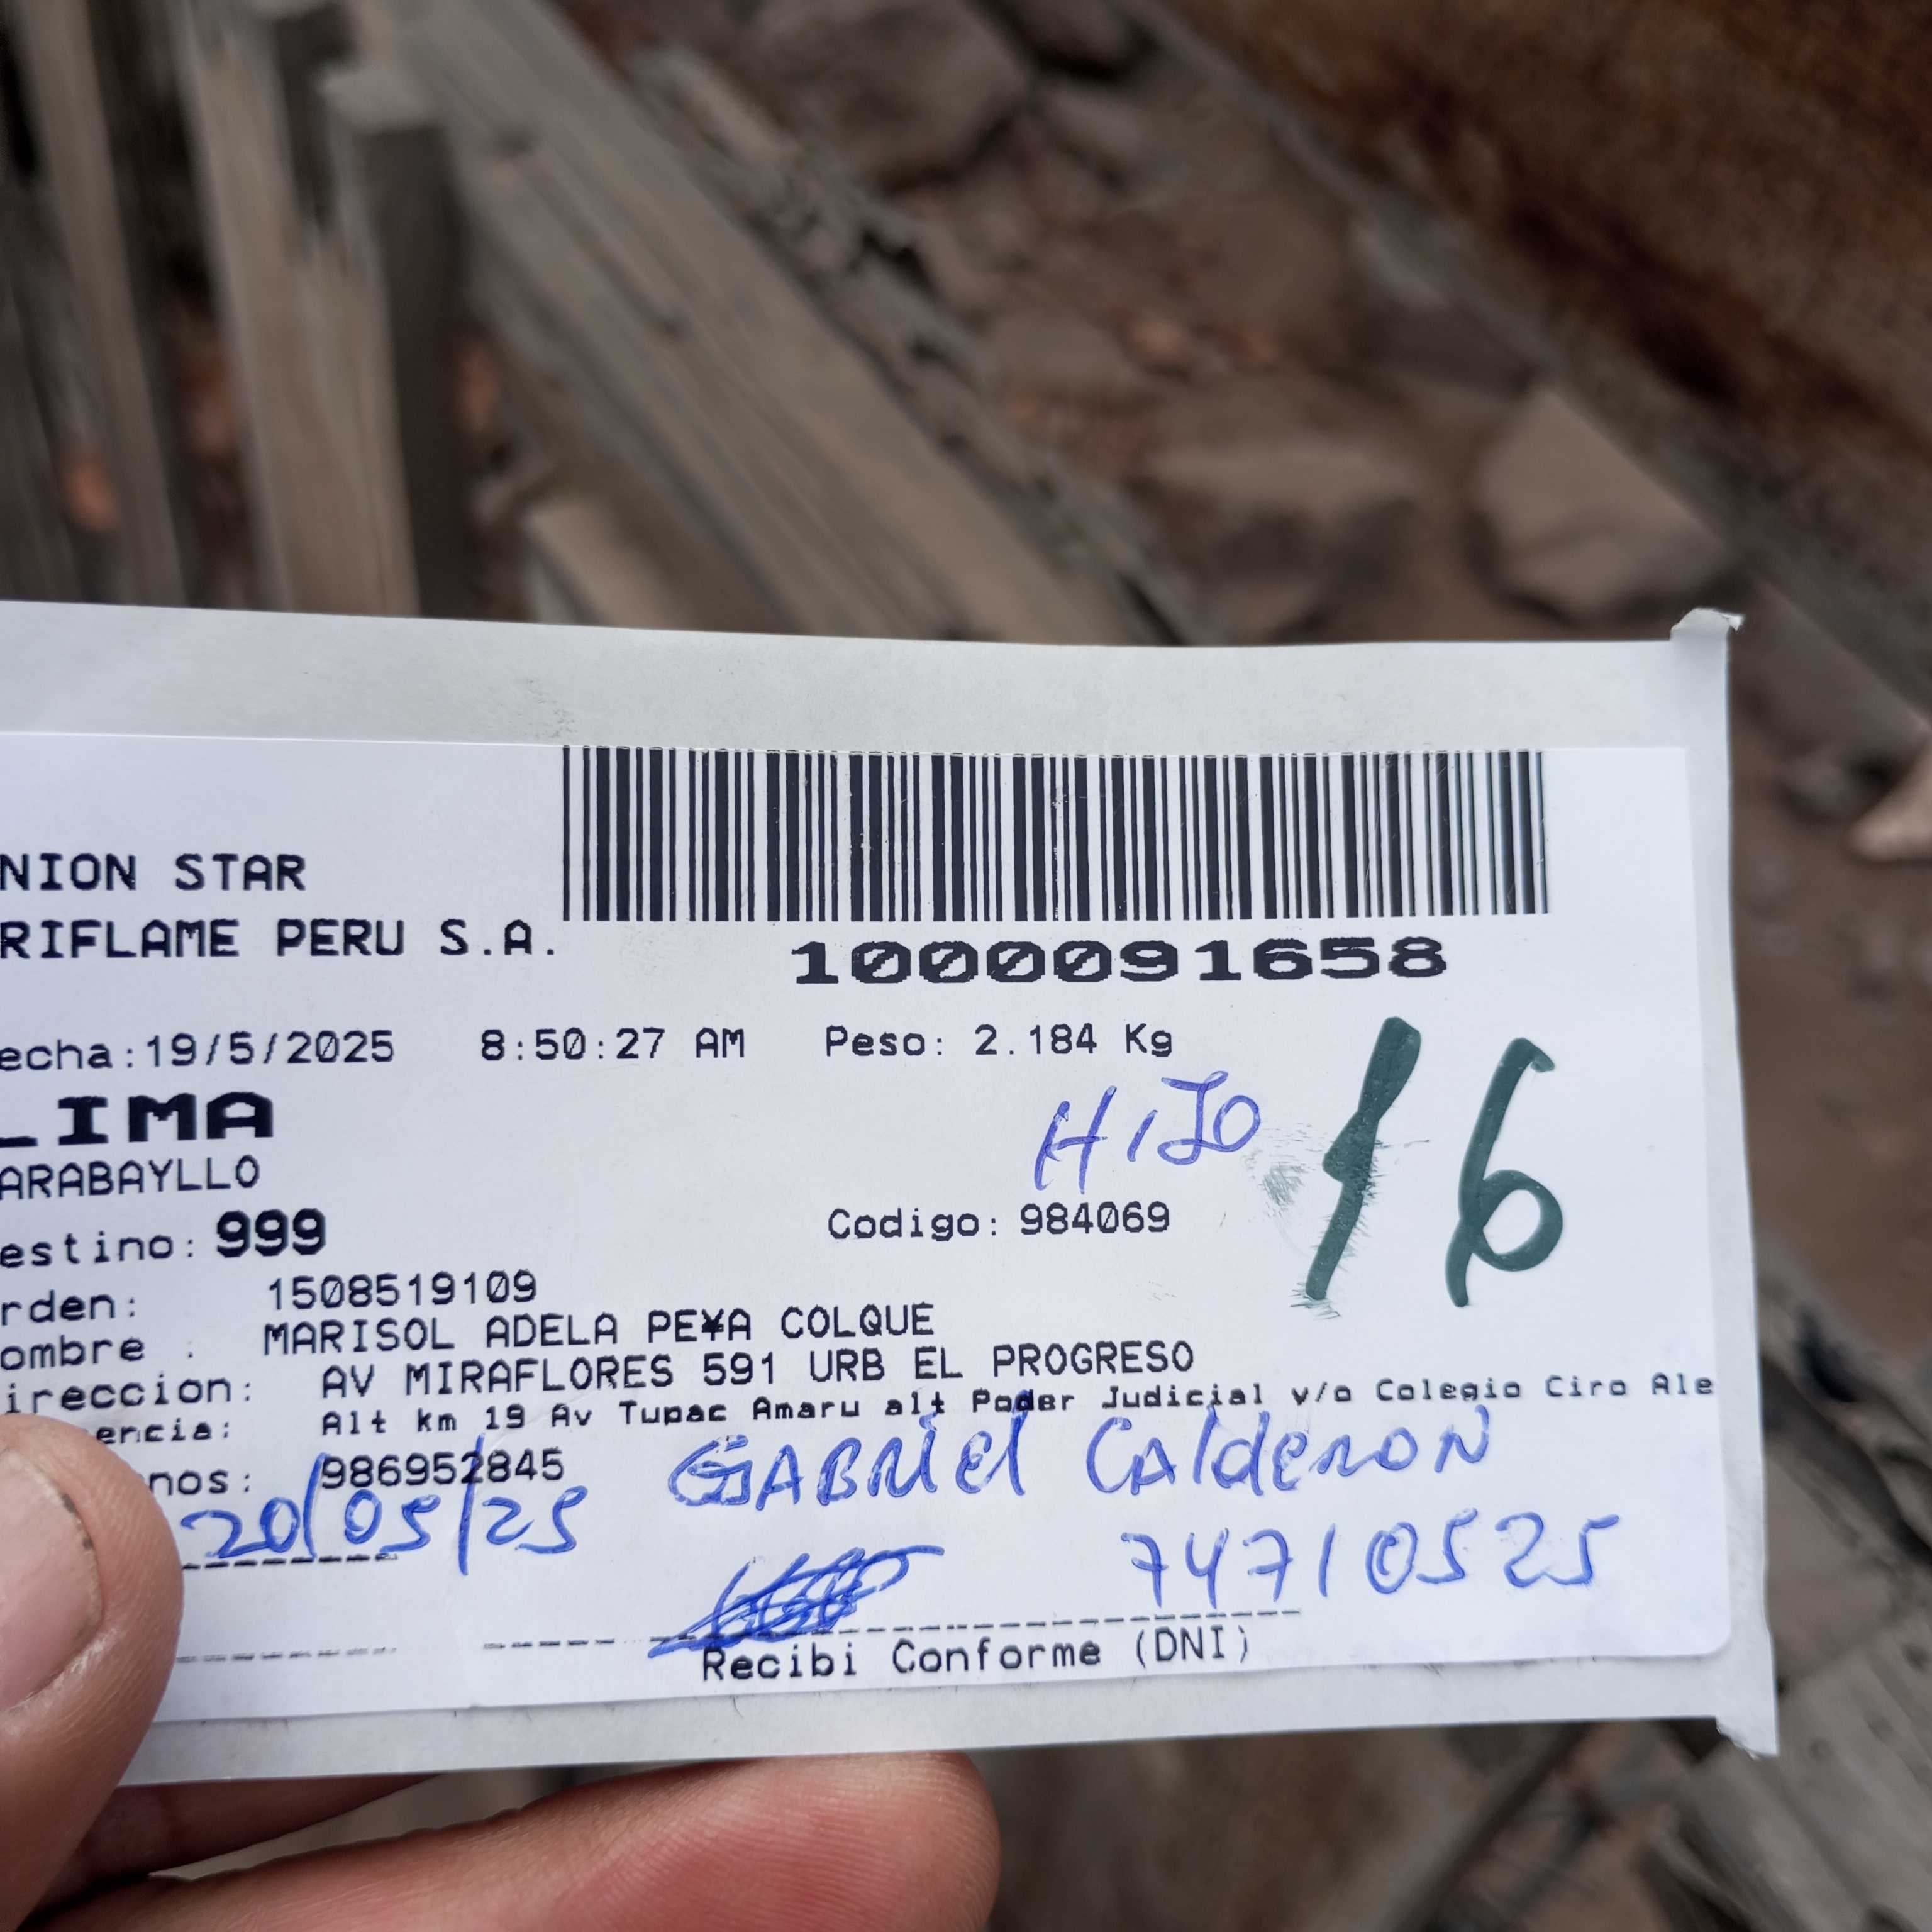 NION STAR
RIFLAME PERU S.A.
1000091658
echa:19/5/2025 8:50:27 AM Peso: 2.184 Kg
LIMA
HIJO
16
ARABAYLLO
estino: 999
Codigo: 984069
rden: 1508519109
ombre : MARISOL ADELA PE¥A COLQUE
ireccion: AV MIRAFLORES 591 URB EL PROGRESO
encia: Alt km 19 Av Tupac Amaru alt Poder Judicial y/o Colegio Ciro Ale
nos: 986952845
GABRIEL CALDERON
20/05/25
74710525
Recibi Conforme (DNI)